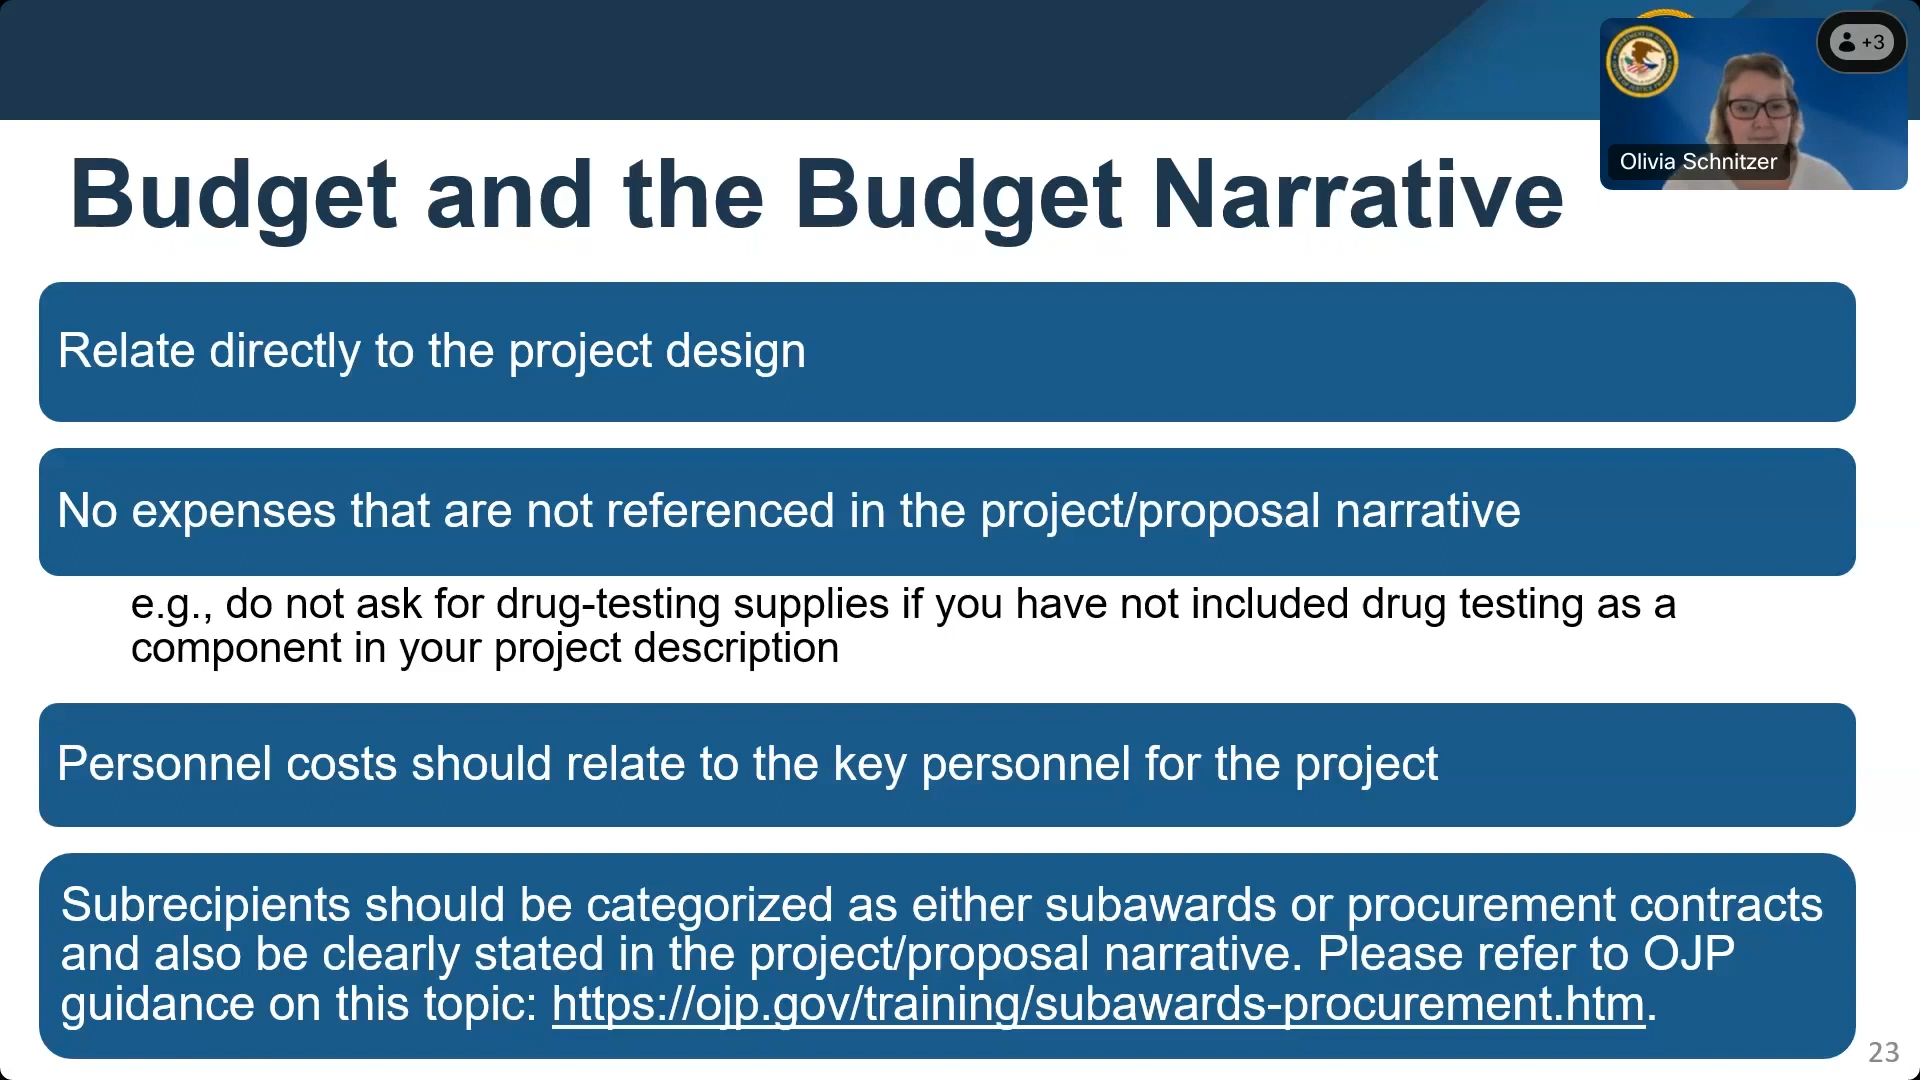 +3
Olivia Schnitzer
Budget and the Budget Narrative
Relate directly to the project design
No expenses that are not referenced in the project/proposal narrative
e.g., do not ask for drug-testing supplies if you have not included drug testing as a
component in your project description
Personnel costs should relate to the key personnel for the project
Subrecipients should be categorized as either subawards or procurement contracts
and also be clearly stated in the project/proposal narrative. Please refer to OJP
guidance on this topic: https://ojp.gov/training/subawards-procurement.htm.
23